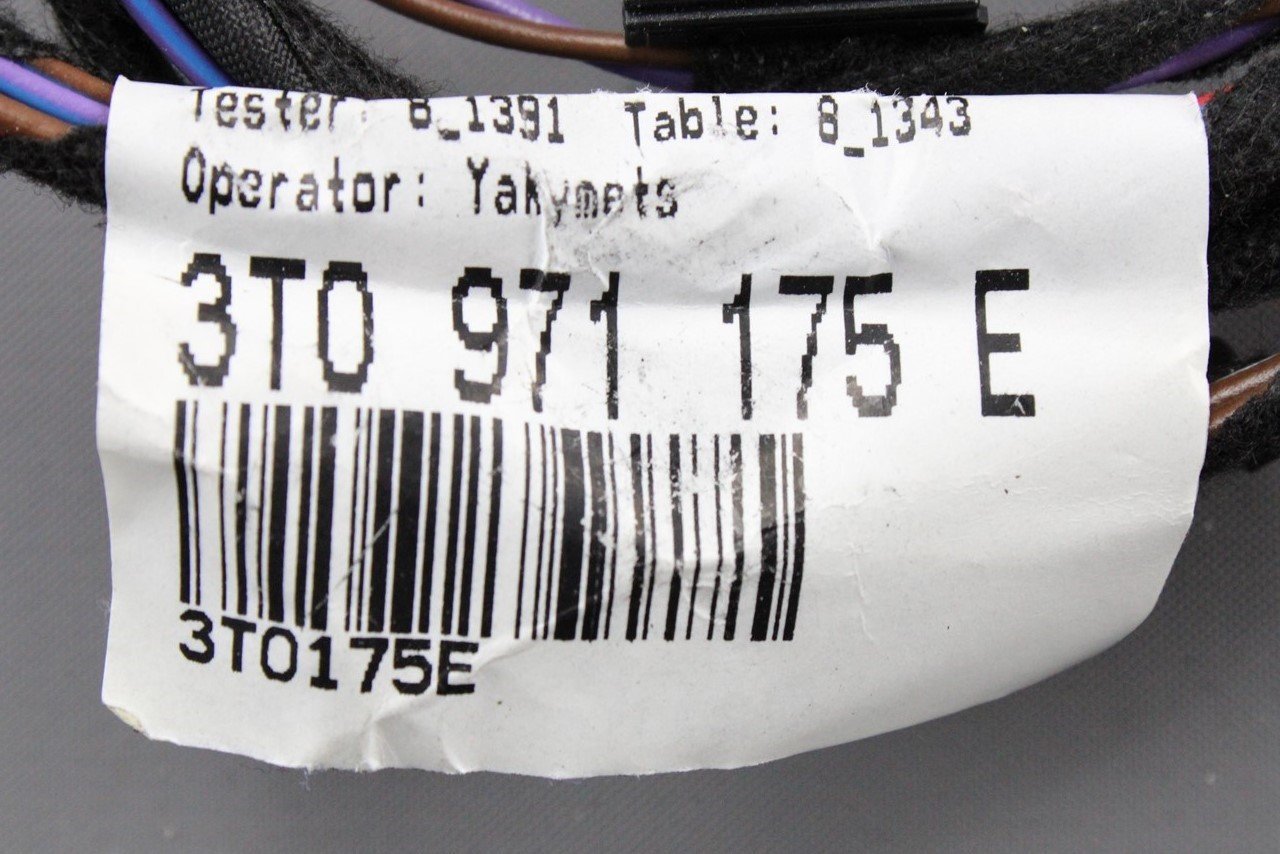 Tester: 8_1391 Table: 8_1343
Operator: Yakymets
3T0 971 175 E
3T0175E